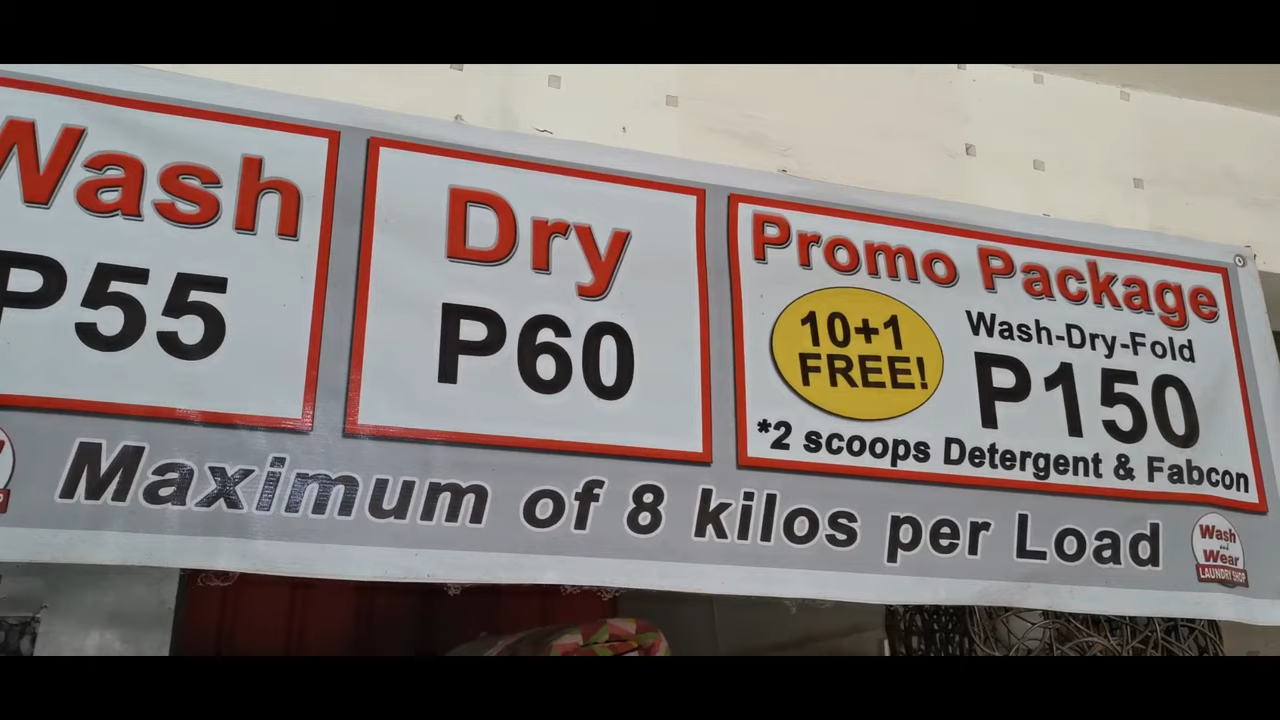 Wash
P55
Dry
P60
Promo Package
10+1
FREE!
Wash-Dry-Fold
P150
*2 scoops Detergent & Fabcon
Maximum of 8 kilos per Load
Wash
and
Wear
LAUNDRY SHOP